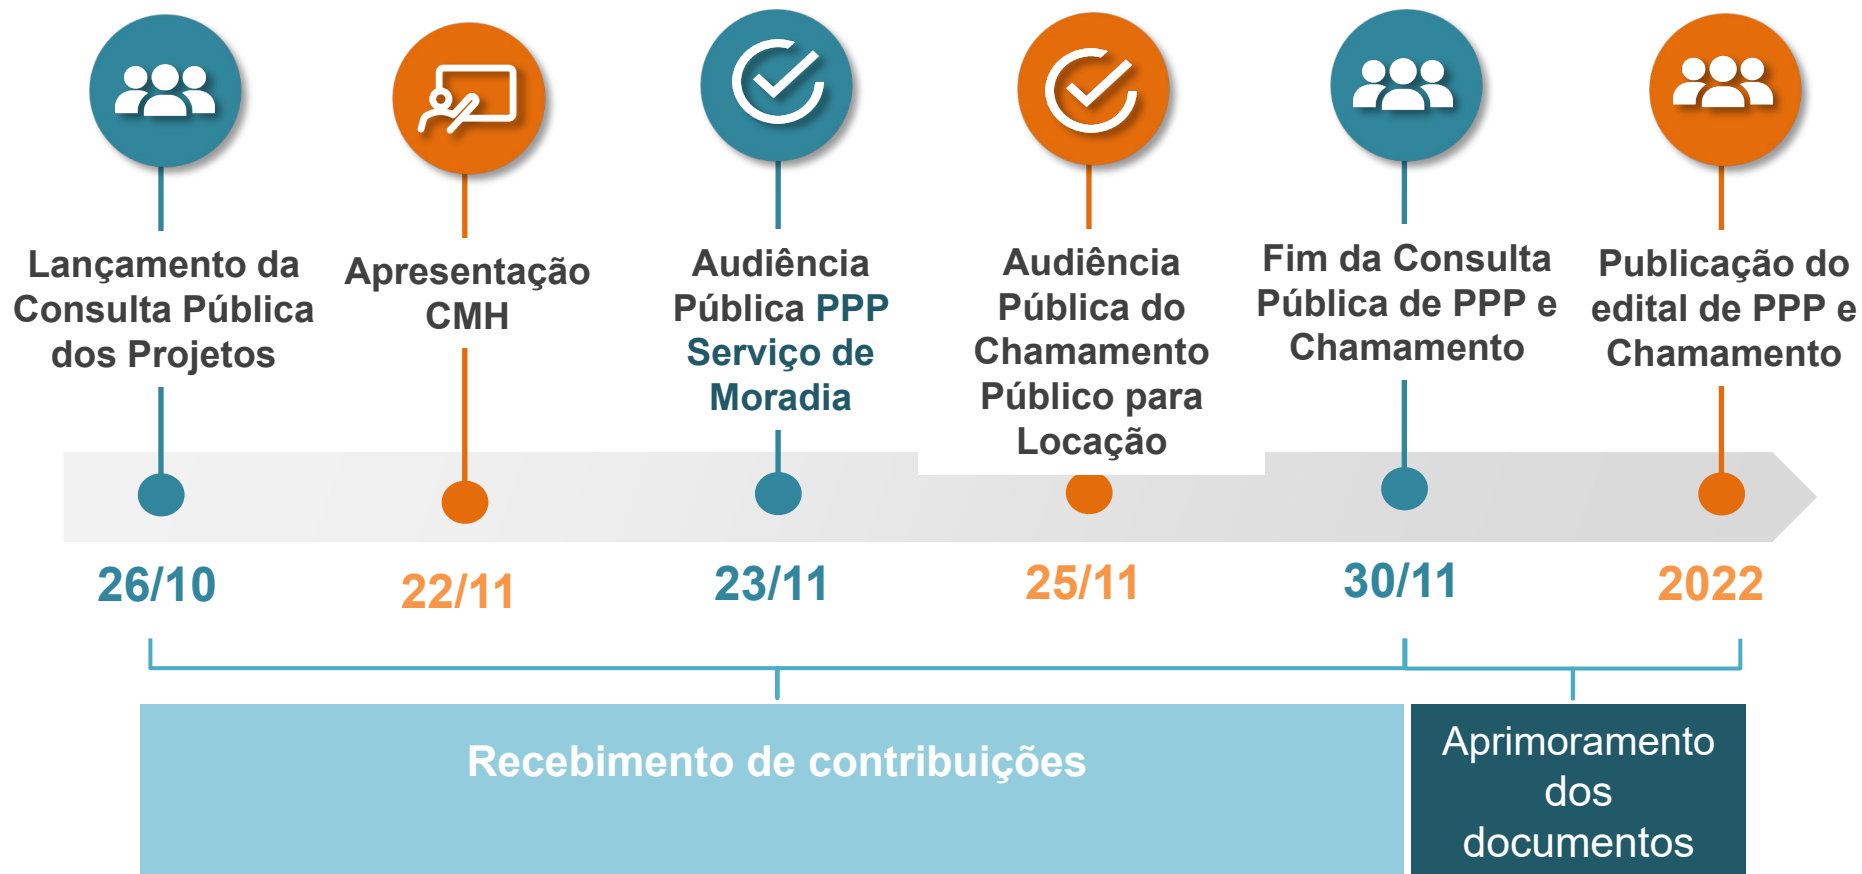 Lançamento da
Consulta Pública
dos Projetos
Apresentação
CMH
Audiência
Pública PPP
Serviço de
Moradia
Audiência
Pública do
Chamamento
Público para
Locação
Fim da Consulta
Pública de PPP e
Chamamento
Publicação do
edital de PPP e
Chamamento
26/10
22/11
23/11
25/11
30/11
2022
Recebimento de contribuições
Aprimoramento
dos
documentos